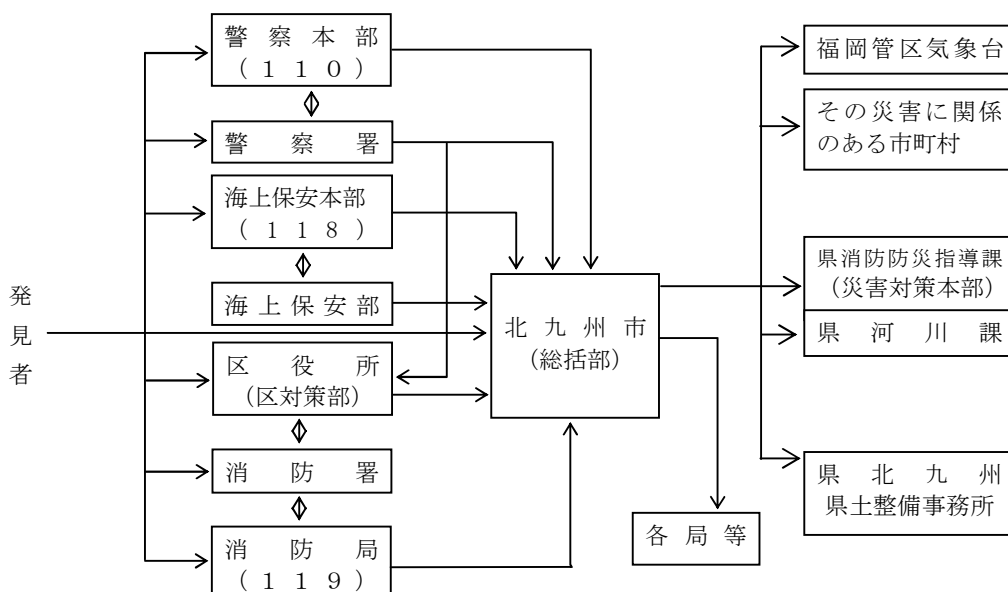 発
見
者
警察本部
(110)
警察署
海上保安本部
(118)
海上保安部
区役所
(区対策部)
消防署
消防局
(119)
北九州市
(総括部)
各局等
福岡管区気象台
その災害に関係
のある市町村
県消防防災指導課
(災害対策本部)
県河川課
県北九州
県土整備事務所